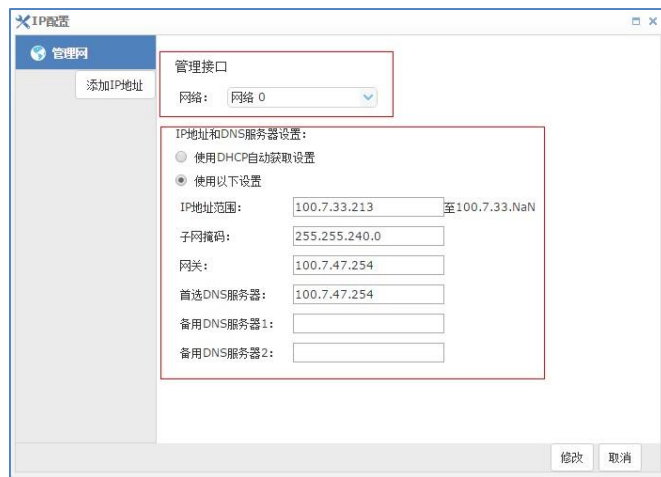 IP配置
管理网
添加IP地址
管理接口
网络: 网络 0
IP地址和DNS服务器设置:
使用DHCP自动获取设置
使用以下设置
IP地址范围: 100.7.33.213 至100.7.33.NaN
子网掩码: 255.255.240.0
网关: 100.7.47.254
首选DNS服务器: 100.7.47.254
备用DNS服务器1:
备用DNS服务器2:
修改 取消